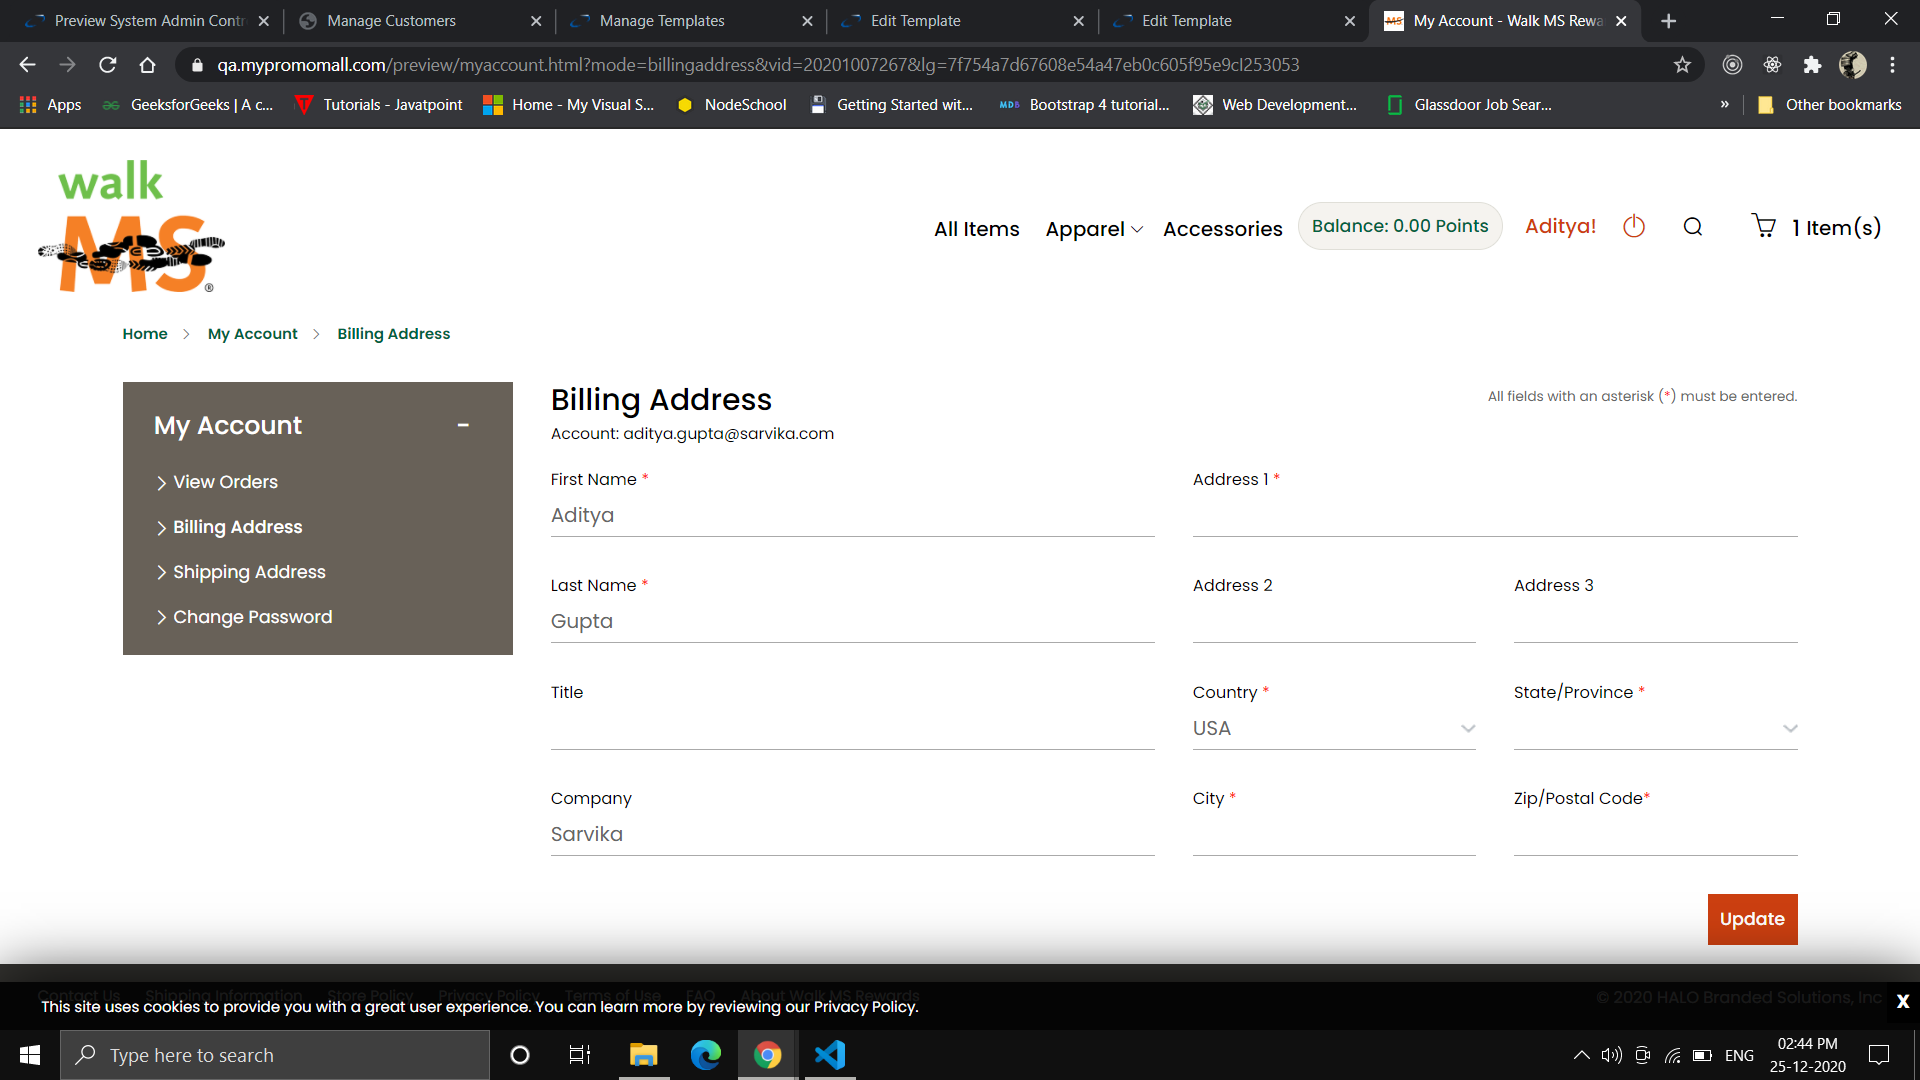 Preview System Admin Contr
Manage Customers
Manage Templates
Edit Template
Edit Template
My Account - Walk MS Rewa
qa.mypromomall.com/preview/myaccount.html?mode=billingaddress&vid=20201007267&lg=7f754a7d67608e54a47eb0c605f95e9cl253053
Apps
GeeksforGeeks | A c...
Tutorials - Javatpoint
Home - My Visual S...
NodeSchool
Getting Started wit...
MDB
Bootstrap 4 tutorial...
Web Development...
Glassdoor Job Sear...
»
Other bookmarks
walk
MS®
All Items
Apparel
Accessories
Balance: 0.00 Points
Aditya!
1 Item(s)
Home
My Account
Billing Address
My Account
View Orders
Billing Address
Shipping Address
Change Password
Billing Address
All fields with an asterisk (*) must be entered.
Account: aditya.gupta@sarvika.com
First Name *
Aditya
Address 1 *
Last Name *
Gupta
Address 2
Address 3
Title
Country *
USA
State/Province *
Company
Sarvika
City *
Zip/Postal Code*
Update
Contact Us
Shipping Information
Store Policy
Privacy Policy
Terms of Use
FAQ
About Walk MS Rewards
© 2020 HALO Branded Solutions, Inc
This site uses cookies to provide you with a great user experience. You can learn more by reviewing our Privacy Policy.
X
Type here to search
ENG
02:44 PM
25-12-2020